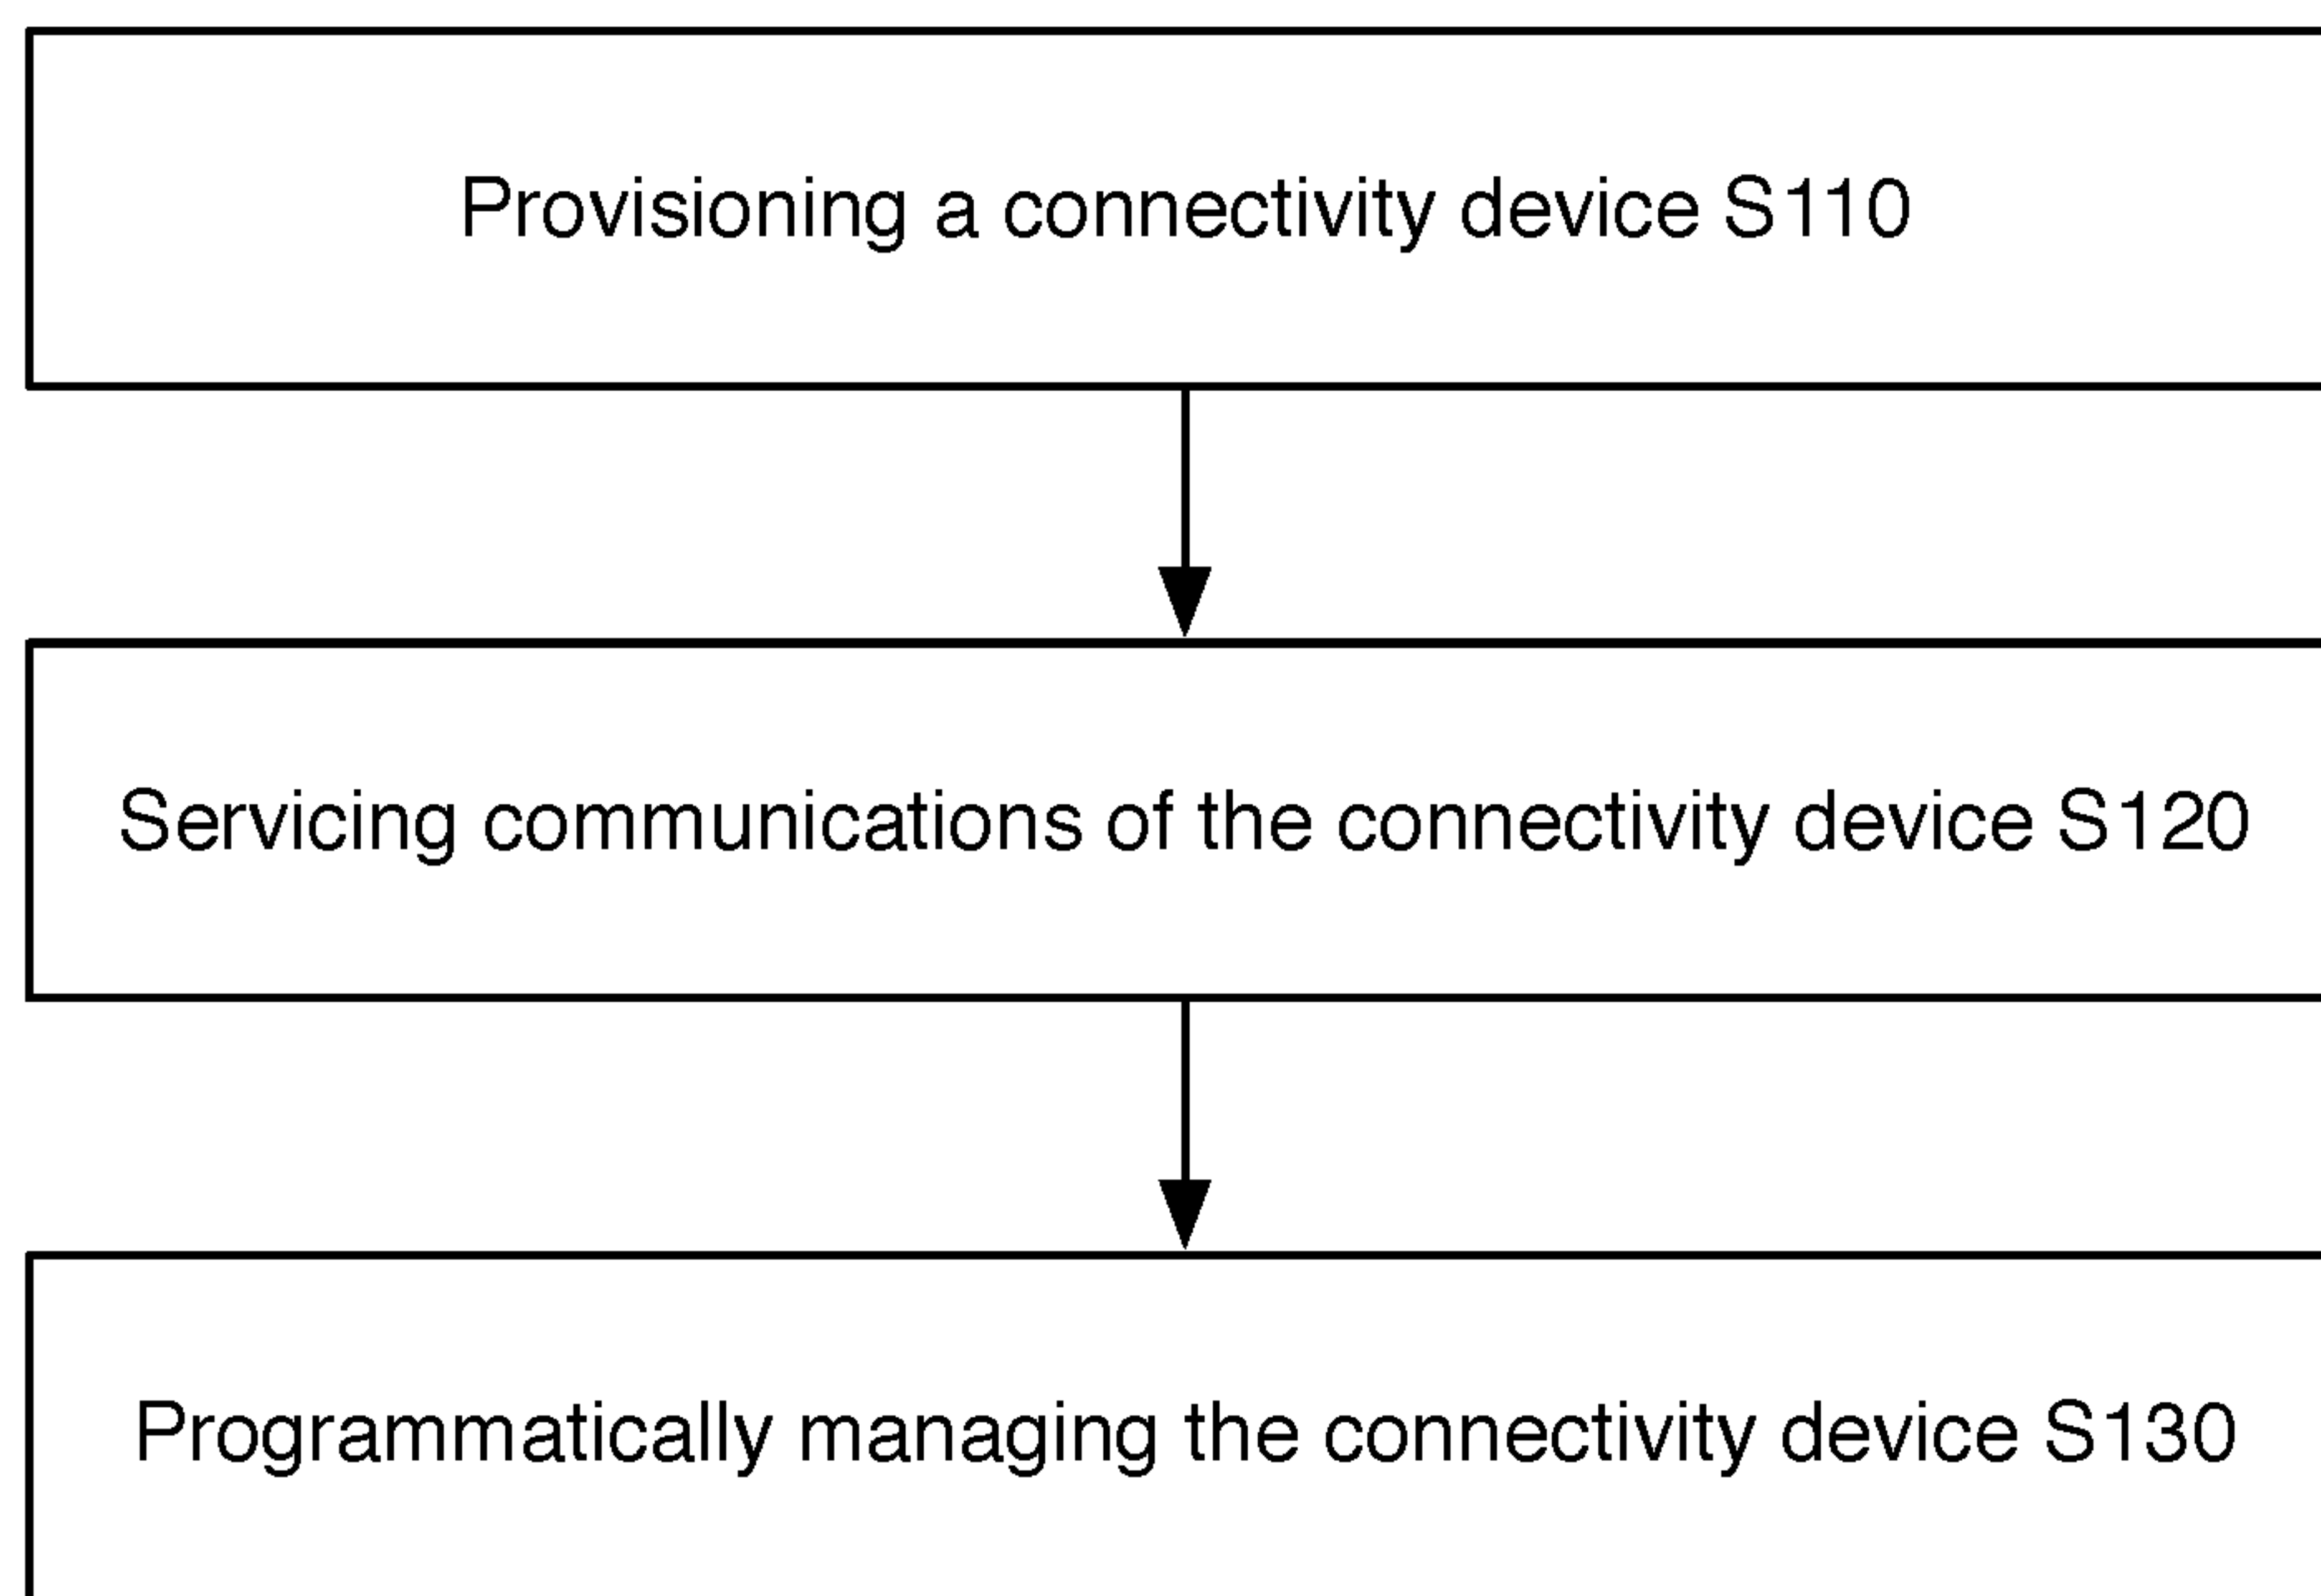 Provisioning a connectivity device S110
Servicing communications of the connectivity device S120
Programmatically managing the connectivity device S130